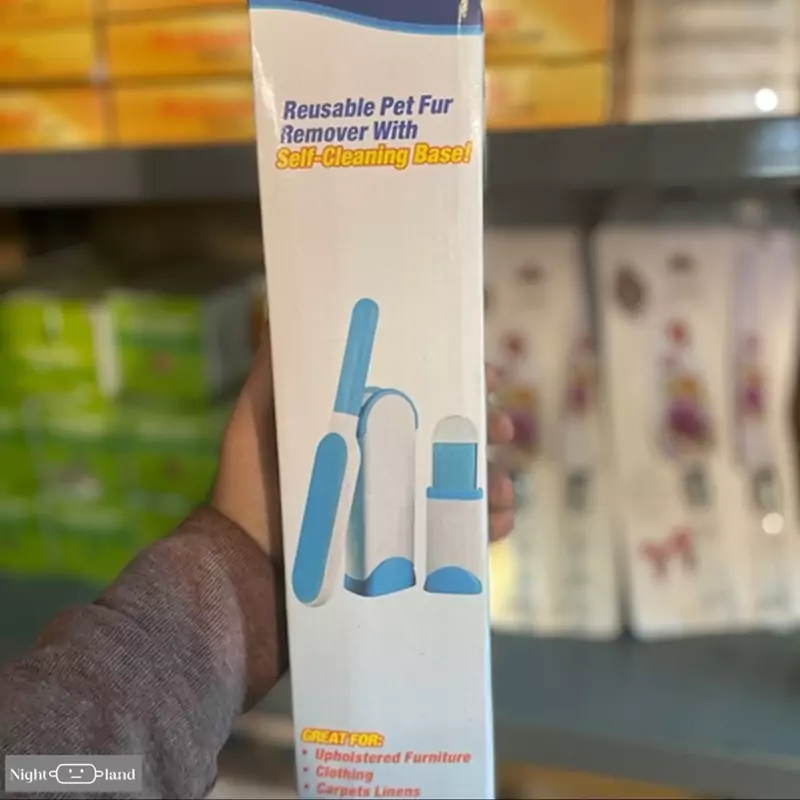 Reusable Pet Fur
Remover With
Self-Cleaning Base!
GREAT FOR:
• Upholstered Furniture
• Clothing
• Carpets Linens
Night land